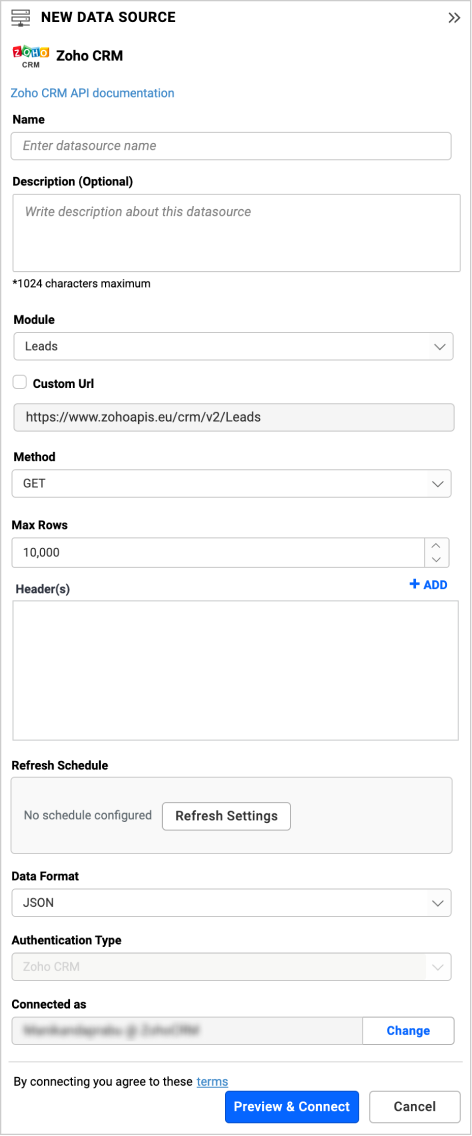 NEW DATA SOURCE
ZOHO
CRM
Zoho CRM
Zoho CRM API documentation
Name
Enter datasource name
Description (Optional)
Write description about this datasource
*1024 characters maximum
Module
Leads
Custom Url
https://www.zohoapis.eu/crm/v2/Leads
Method
GET
Max Rows
10,000
Header(s)
+ ADD
Refresh Schedule
No schedule configured
Refresh Settings
Data Format
JSON
Authentication Type
Zoho CRM
Connected as
Change
By connecting you agree to these terms
Preview & Connect
Cancel